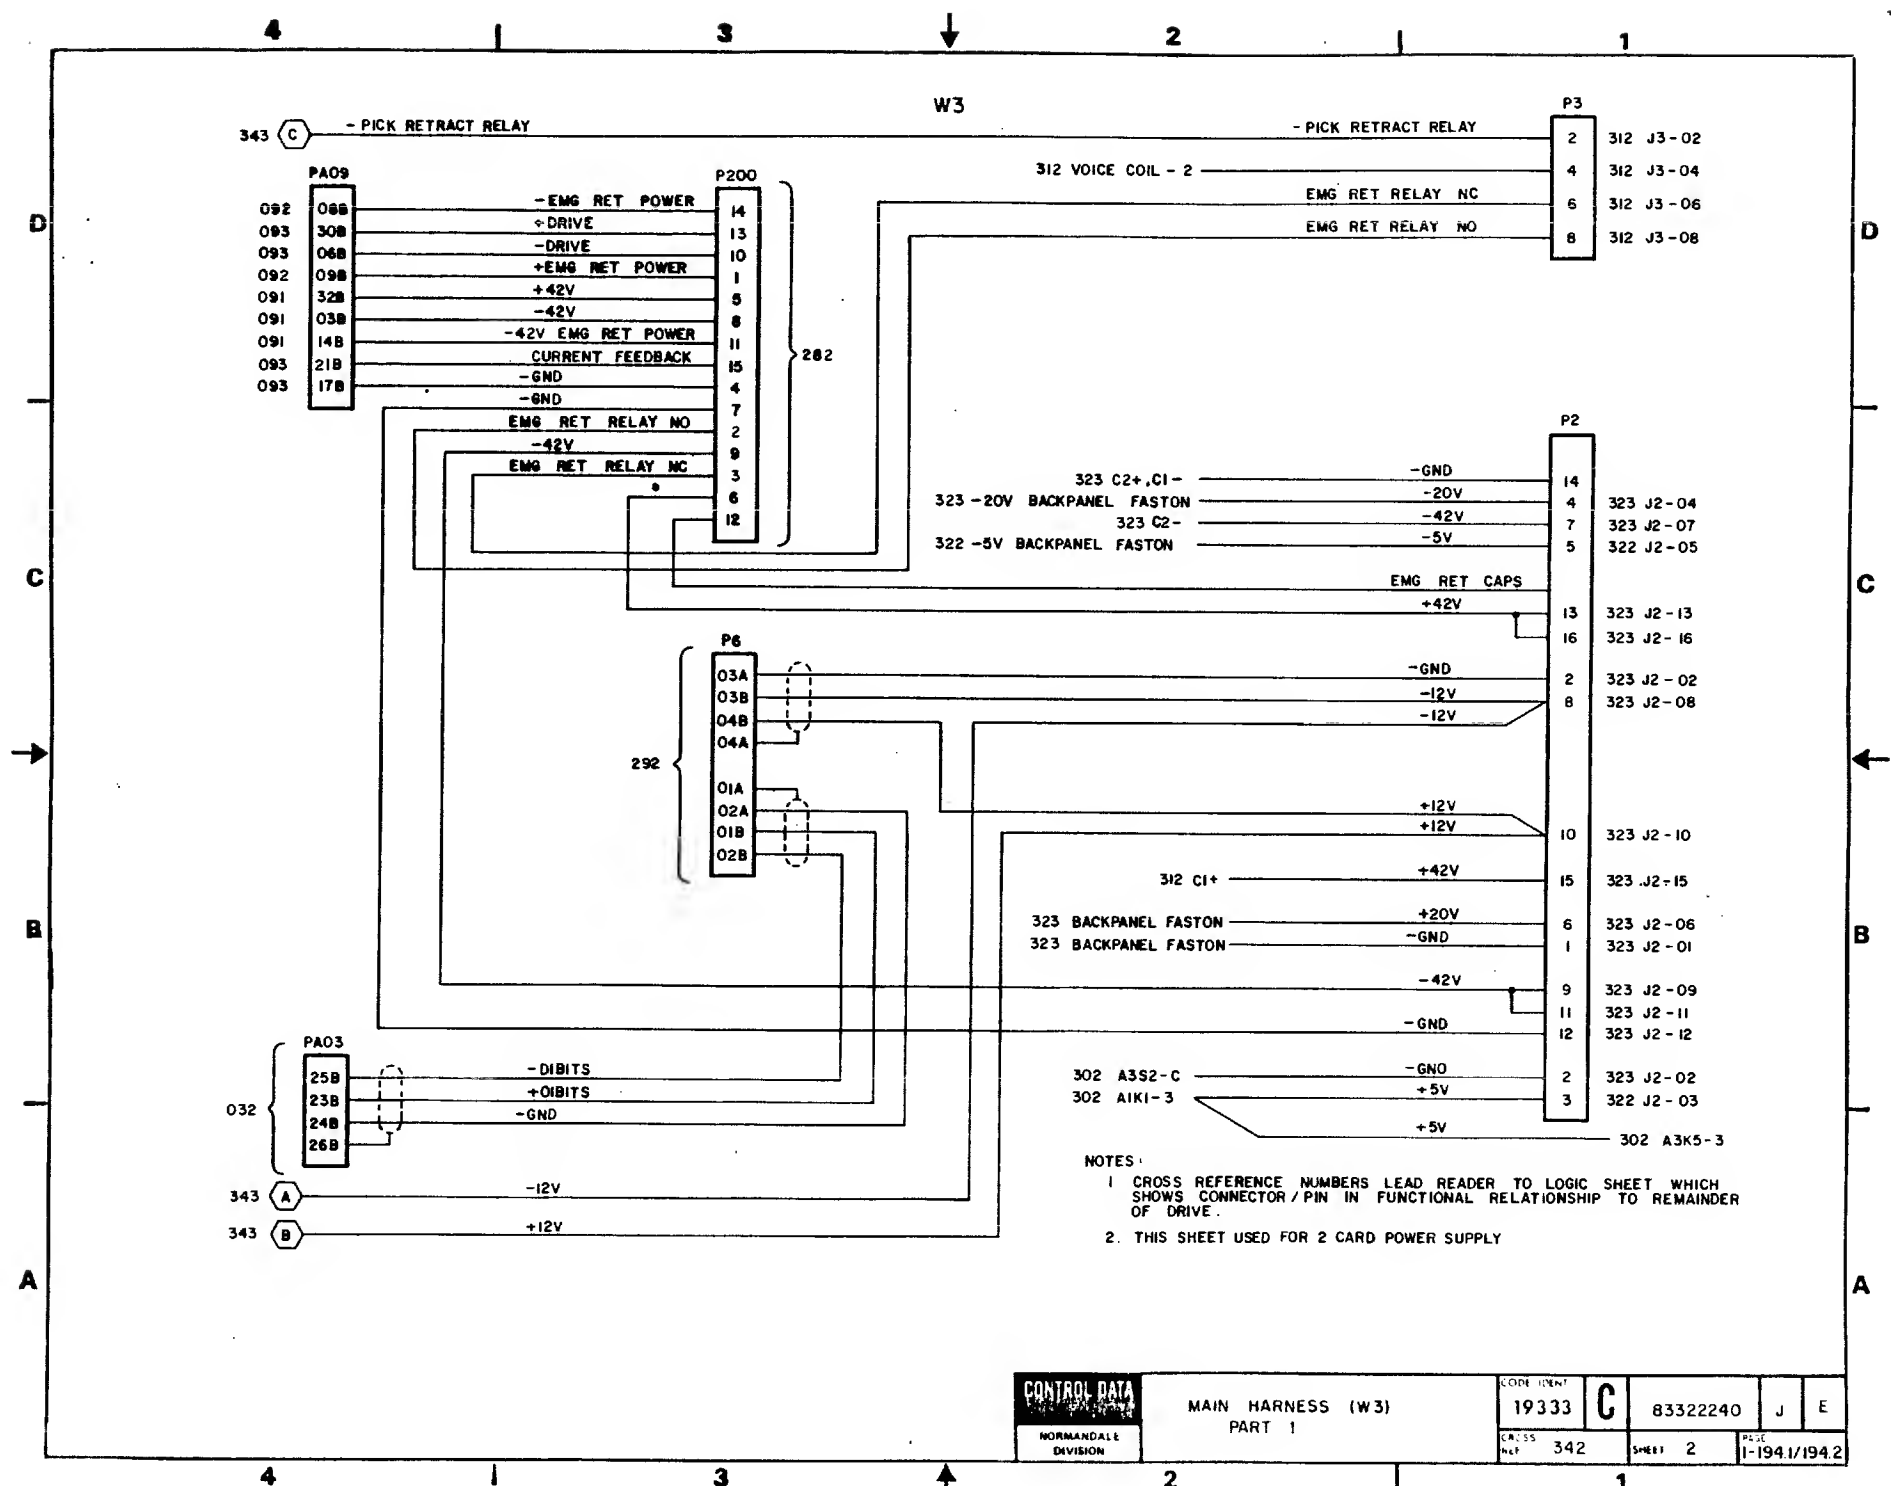 4 3 2 1
W3
P3
343 C - PICK RETRACT RELAY - PICK RETRACT RELAY 2 312 J3-02
312 VOICE COIL - 2 4 312 J3-04
EMG RET RELAY NC 6 312 J3-06
EMG RET RELAY NO 8 312 J3-08
PA09 P200
092 08B -EMG RET POWER 14
093 30B +DRIVE 13
093 06B -DRIVE 10
092 09B +EMG RET POWER 1
091 32B +42V 5
091 03B -42V 8
091 14B -42V EMG RET POWER 11
093 21B CURRENT FEEDBACK 15
093 17B -GND 4
-GND 7
EMG RET RELAY NO 2
-42V 9
EMG RET RELAY NC 3
6
12
282
D D
P2
323 C2+,C1- -GND 14
323 -20V BACKPANEL FASTON -20V 4 323 J2-04
323 C2- -42V 7 323 J2-07
322 -5V BACKPANEL FASTON -5V 5 322 J2-05
C C
EMG RET CAPS
+42V 13 323 J2-13
16 323 J2-16
P6
03A -GND 2 323 J2-02
03B -12V 8 323 J2-08
04B -12V
04A
292
01A
02A +12V
01B +12V 10 323 J2-10
02B
312 C1+ +42V 15 323 J2-15
323 BACKPANEL FASTON +20V 6 323 J2-06
323 BACKPANEL FASTON -GND 1 323 J2-01
B B
-42V 9 323 J2-09
11 323 J2-11
-GND 12 323 J2-12
PA03
25B -DIBITS
23B +OIBITS
24B -GND
26B
032
302 A3S2-C -GNO 2 323 J2-02
302 A1K1-3 +5V 3 322 J2-03
+5V 302 A3K5-3
343 A -12V
343 B +12V
NOTES:
1 CROSS REFERENCE NUMBERS LEAD READER TO LOGIC SHEET WHICH
SHOWS CONNECTOR/PIN IN FUNCTIONAL RELATIONSHIP TO REMAINDER
OF DRIVE.
2. THIS SHEET USED FOR 2 CARD POWER SUPPLY
A A
CONTROL DATA
NORMANDALE
DIVISION
MAIN HARNESS (W3)
PART 1
CODE IDENT
19333 C 83322240 J E
CROSS
REF 342 SHEET 2 PAGE
1-194.1/194.2
4 3 2 1